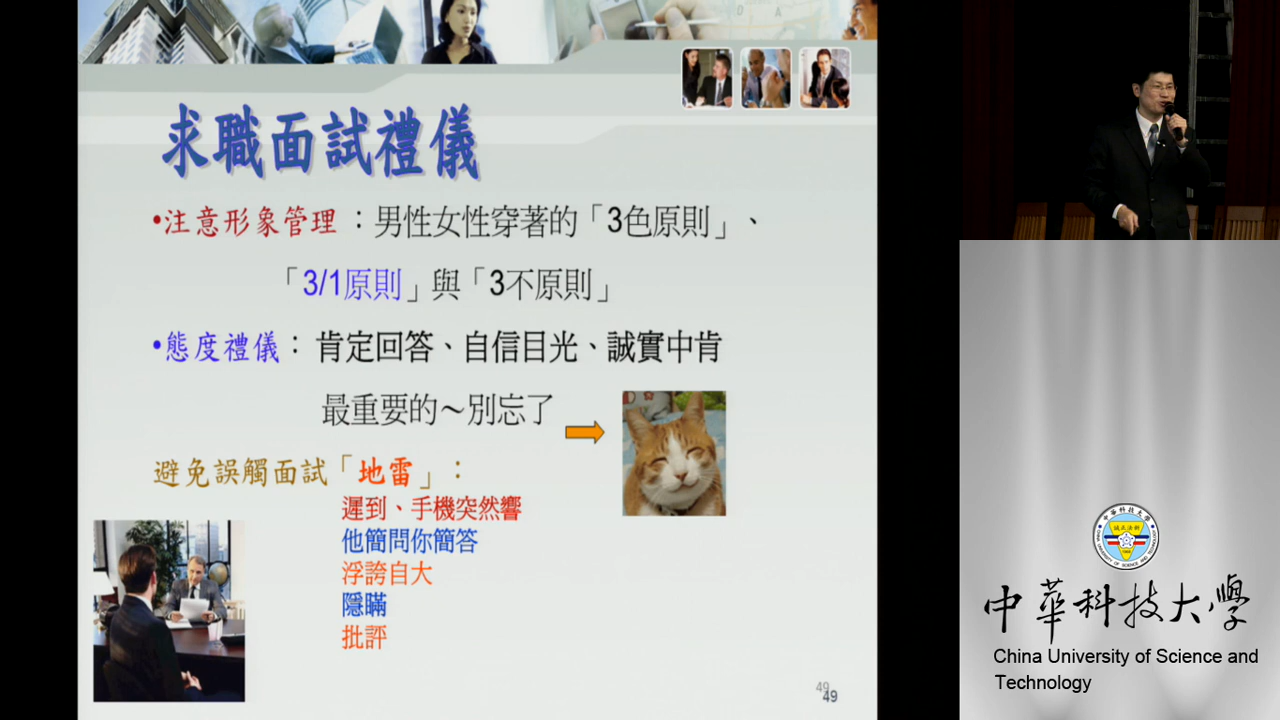 求職面試禮儀
•注意形象管理：男性女性穿著的「3色原則」、
「3/1原則」與「3不原則」
•態度禮儀：肯定回答、自信目光、誠實中肯
最重要的～別忘了
避免誤觸面試「地雷」：
遲到、手機突然響
他簡問你簡答
浮誇自大
隱瞞
批評
49
49
中華科技大學
China University of Science and
Technology